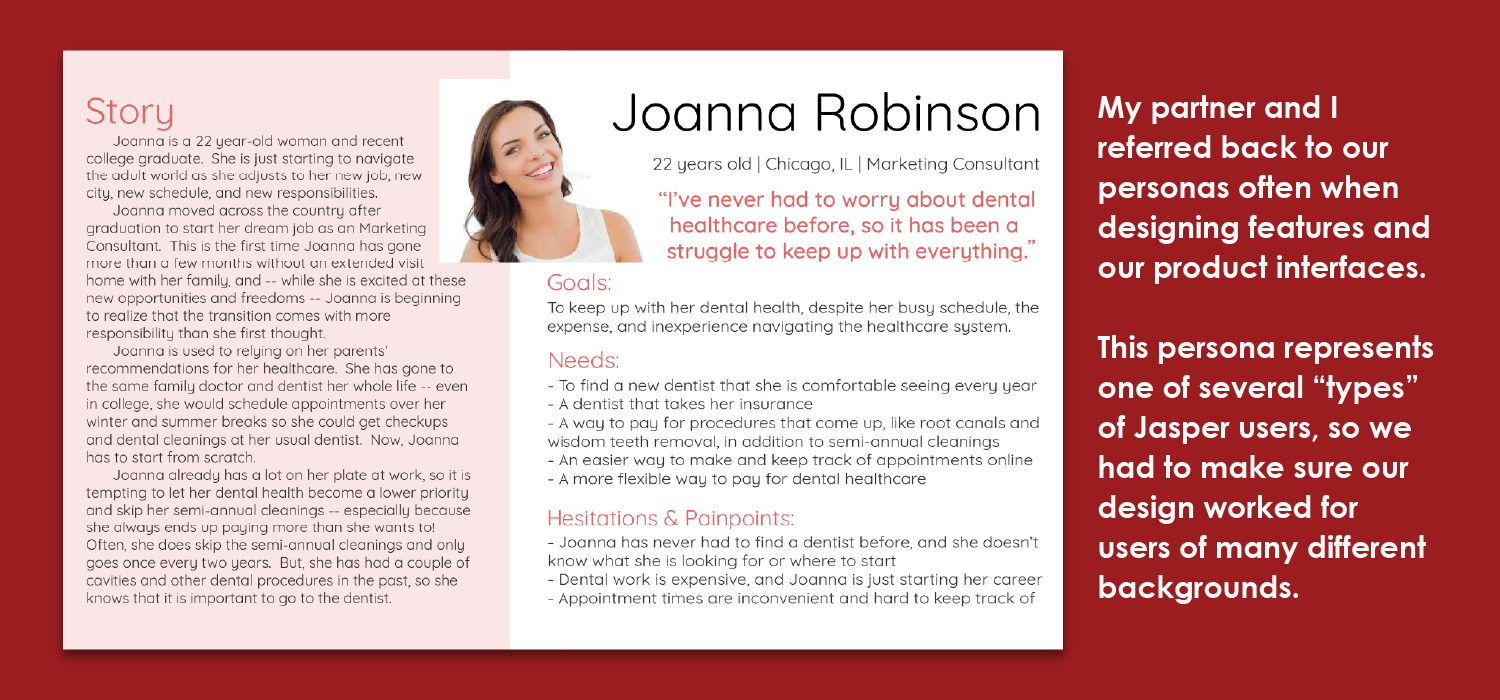 Story
Joanna is a 22 year-old woman and recent
college graduate. She is just starting to navigate
the adult world as she adjusts to her new job, new
city, new schedule, and new responsibilities.
Joanna moved across the country after
graduation to start her dream job as an Marketing
Consultant. This is the first time Joanna has gone
more than a few months without an extended visit
home with her family, and -- while she is excited at these
new opportunities and freedoms -- Joanna is beginning
to realize that the transition comes with more
responsibility than she first thought.
Joanna is used to relying on her parents'
recommendations for her healthcare. She has gone to
the same family doctor and dentist her whole life -- even
in college, she would schedule appointments over her
winter and summer breaks so she could get checkups
and dental cleanings at her usual dentist. Now, Joanna
has to start from scratch.
Joanna already has a lot on her plate at work, so it is
tempting to let her dental health become a lower priority
and skip her semi-annual cleanings -- especially because
she always ends up paying more than she wants to!
Often, she does skip the semi-annual cleanings and only
goes once every two years. But, she has had a couple of
cavities and other dental procedures in the past, so she
knows that it is important to go to the dentist.
Joanna Robinson
22 years old | Chicago, IL | Marketing Consultant
“I've never had to worry about dental
healthcare before, so it has been a
struggle to keep up with everything.”
Goals:
To keep up with her dental health, despite her busy schedule, the
expense, and inexperience navigating the healthcare system.
Needs:
- To find a new dentist that she is comfortable seeing every year
- A dentist that takes her insurance
- A way to pay for procedures that come up, like root canals and
wisdom teeth removal, in addition to semi-annual cleanings
- An easier way to make and keep track of appointments online
- A more flexible way to pay for dental healthcare
Hesitations & Painpoints:
- Joanna has never had to find a dentist before, and she doesn't
know what she is looking for or where to start
- Dental work is expensive, and Joanna is just starting her career
- Appointment times are inconvenient and hard to keep track of
My partner and I
referred back to our
personas often when
designing features and
our product interfaces.
This persona represents
one of several “types”
of Jasper users, so we
had to make sure our
design worked for
users of many different
backgrounds.